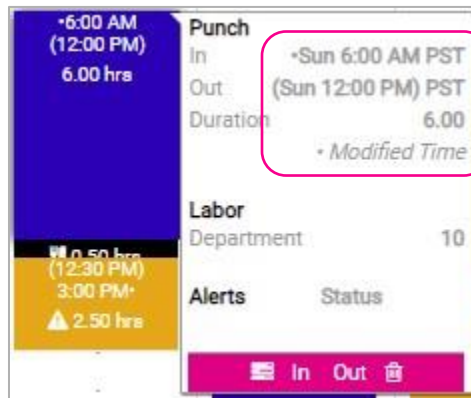 •6:00 AM
(12:00 PM)
6.00 hrs
0.50 hrs
(12:30 PM)
3:00 PM•
2.50 hrs
Punch
In •Sun 6:00 AM PST
Out (Sun 12:00 PM) PST
Duration 6.00
• Modified Time
Labor
Department 10
Alerts Status
In Out